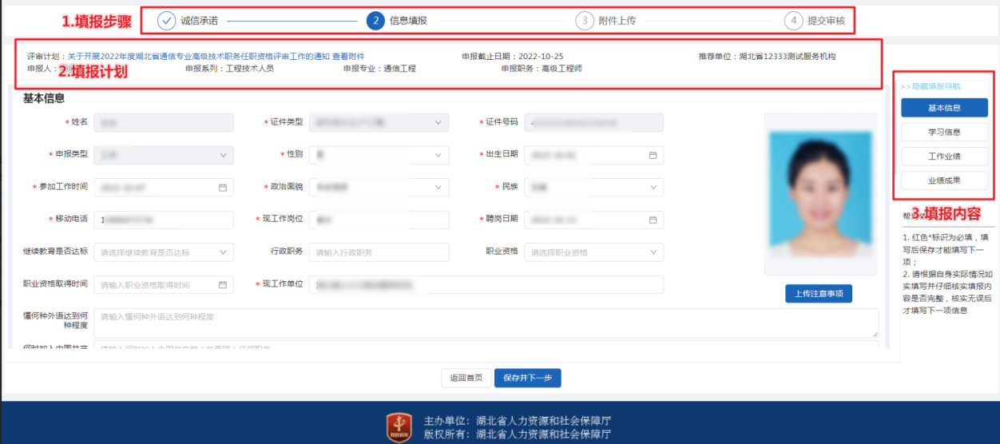 1.填报步骤
诚信承诺
2 信息填报
3 附件上传
4 提交审核
评审计划：关于开展2022年度湖北省通信专业高级技术职务任职资格评审工作的通知 查看附件
申报截止日期：2022-10-25
推荐单位：湖北省12333测试服务机构
申报人：
2.填报计划
申报系列：工程技术人员
申报专业：通信工程
申报职务：高级工程师
基本信息
*姓名
*证件类型
*证件号码
*申报类型
*性别
*出生日期
*参加工作时间
*政治面貌
*民族
*移动电话
*现工作岗位
*聘岗日期
继续教育是否达标 请选择继续教育是否达标
行政职务 请输入行政职务
职业资格 请选择职业资格
职业资格取得时间 请输入职业资格取得时间
*现工作单位
上传注意事项
懂何种外语达到何
种程度
请输入懂何种外语达到何种程度
>>隐藏填报导航
基本信息
学习信息
工作业绩
业绩成果
3.填报内容
1. 红色*标识为必填，填
写后保存才能填写下一
项；
2. 请根据自身实际情况如
实填写并仔细核实填报内
容是否完整，核实无误后
才填写下一项信息
返回首页
保存并下一步
主办单位：湖北省人力资源和社会保障厅
版权所有：湖北省人力资源和社会保障厅